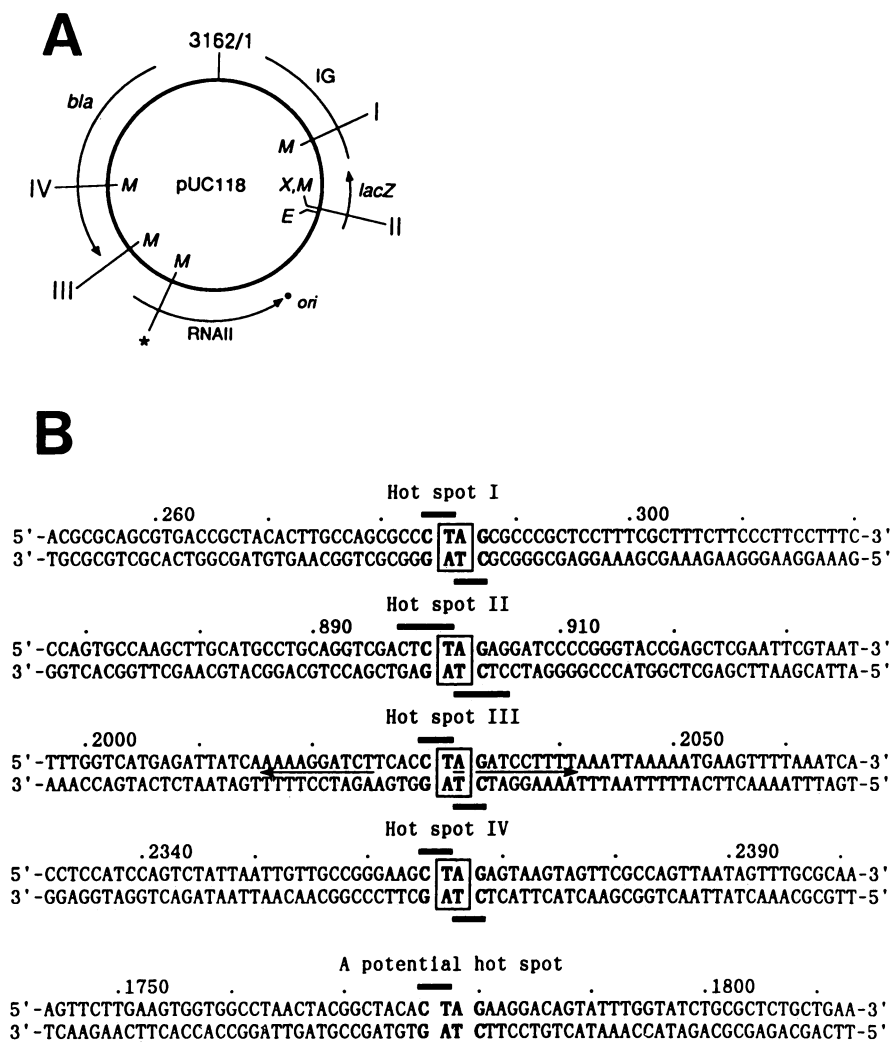 A
3162/1
IG
bla
I
M
IV
M
pUC118
X,M
lacZ
E
II
M
III
M
ori
RNAII
*
B
Hot spot I
.260 . . . .300 .
5'-ACGCGCAGCGTGACCGCTACACTTGCCAGCGCCC TA GCGCCCGCTCCTTTCGCTTTCTTCCCTTCCTTTC-3'
3'-TGCGCGTCGCACTGGCGATGTGAACGGTCGCGGG AT CGCGGGCGAGGAAAGCGAAAGAAGGGAAGGAAAG-5'
Hot spot II
. . .890 . .910 . .
5'-CCAGTGCCAAGCTTGCATGCCTGCAGGTCGACTC TA GAGGATCCCCGGGTACCGAGCTCGAATTCGTAAT-3'
3'-GGTCACGGTTCGAACGTACGGACGTCCAGCTGAG AT CTCCTAGGGGCCCATGGCTCGAGCTTAAGCATTA-5'
Hot spot III
.2000 . . . .2050 .
5'-TTTGGTCATGAGATTATCAAAAAGGATCTTCACC TA GATCCTTTTAAATTAAAAATGAAGTTTTAAATCA-3'
3'-AAACCAGTACTCTAATAGTTTTTCCTAGAAGTGG AT CTAGGAAAATTTAATTTTTACTTCAAAATTTAGT-5'
Hot spot IV
.2340 . . . .2390 .
5'-CCTCCATCCAGTCTATTAATTGTTGCCGGGAAGC TA GAGTAAGTAGTTCGCCAGTTAATAGTTTGCGCAA-3'
3'-GGAGGTAGGTCAGATAATTAACAACGGCCCTTCG AT CTCATTCATCAAGCGGTCAATTATCAAACGCGTT-5'
A potential hot spot
.1750 . . . .1800 .
5'-AGTTCTTGAAGTGGTGGCCTAACTACGGCTACAC TA GAAGGACAGTATTTGGTATCTGCGCTCTGCTGAA-3'
3'-TCAAGAACTTCACCACCGGATTGATGCCGATGTG AT CTTCCTGTCATAAACCATAGACGCGAGACGACTT-5'